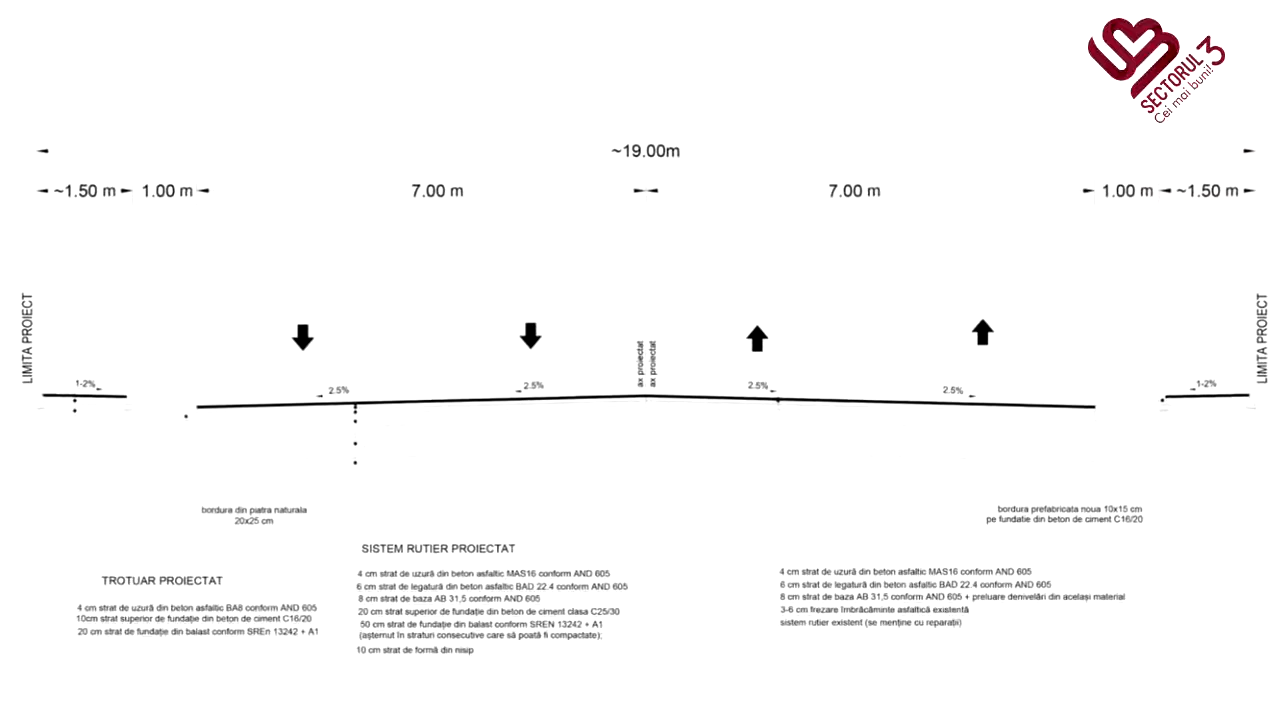 SECTORUL 3
Cei mai buni!
~19.00m
~1.50 m
1.00 m
7.00 m
7.00 m
1.00 m
~1.50 m
LIMITA PROIECT
LIMITA PROIECT
ax proiectat
ax proiectat
1-2%
2.5%
2.5%
2.5%
2.5%
1-2%
bordura din piatra naturala
20x25 cm
bordura prefabricata noua 10x15 cm
pe fundatie din beton de ciment C16/20
TROTUAR PROIECTAT
4 cm strat de uzură din beton asfaltic BA8 conform AND 605
10cm strat superior de fundație din beton de ciment C16/20
20 cm strat de fundație din balast conform SREn 13242 + A1
SISTEM RUTIER PROIECTAT
4 cm strat de uzură din beton asfaltic MAS16 conform AND 605
6 cm strat de legatură din beton asfaltic BAD 22.4 conform AND 605
8 cm strat de baza AB 31,5 conform AND 605
20 cm strat superior de fundație din beton de ciment clasa C25/30
50 cm strat de fundație din balast conform SREN 13242 + A1
(așternut în straturi consecutive care să poată fi compactate);
10 cm strat de formă din nisip
4 cm strat de uzură din beton asfaltic MAS16 conform AND 605
6 cm strat de legatură din beton asfaltic BAD 22.4 conform AND 605
8 cm strat de baza AB 31,5 conform AND 605 + preluare denivelări din același material
3-6 cm frezare îmbrăcăminte asfaltică existentă
sistem rutier existent (se menține cu reparații)